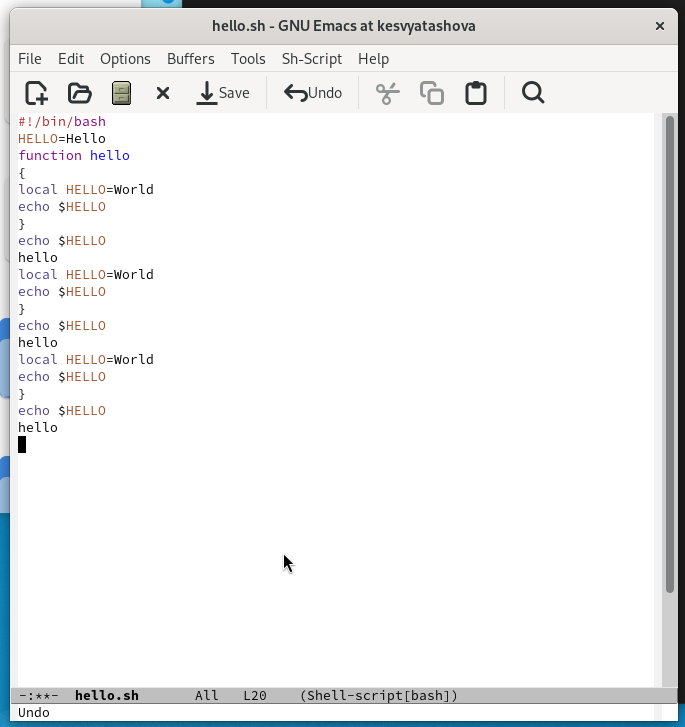 hello.sh - GNU Emacs at kesvyatashova
File Edit Options Buffers Tools Sh-Script Help
Save Undo
#!/bin/bash
HELLO=Hello
function hello
{
local HELLO=World
echo $HELLO
}
echo $HELLO
hello
local HELLO=World
echo $HELLO
}
echo $HELLO
hello
local HELLO=World
echo $HELLO
}
echo $HELLO
hello
-:**- hello.sh All L20 (Shell-script[bash])
Undo